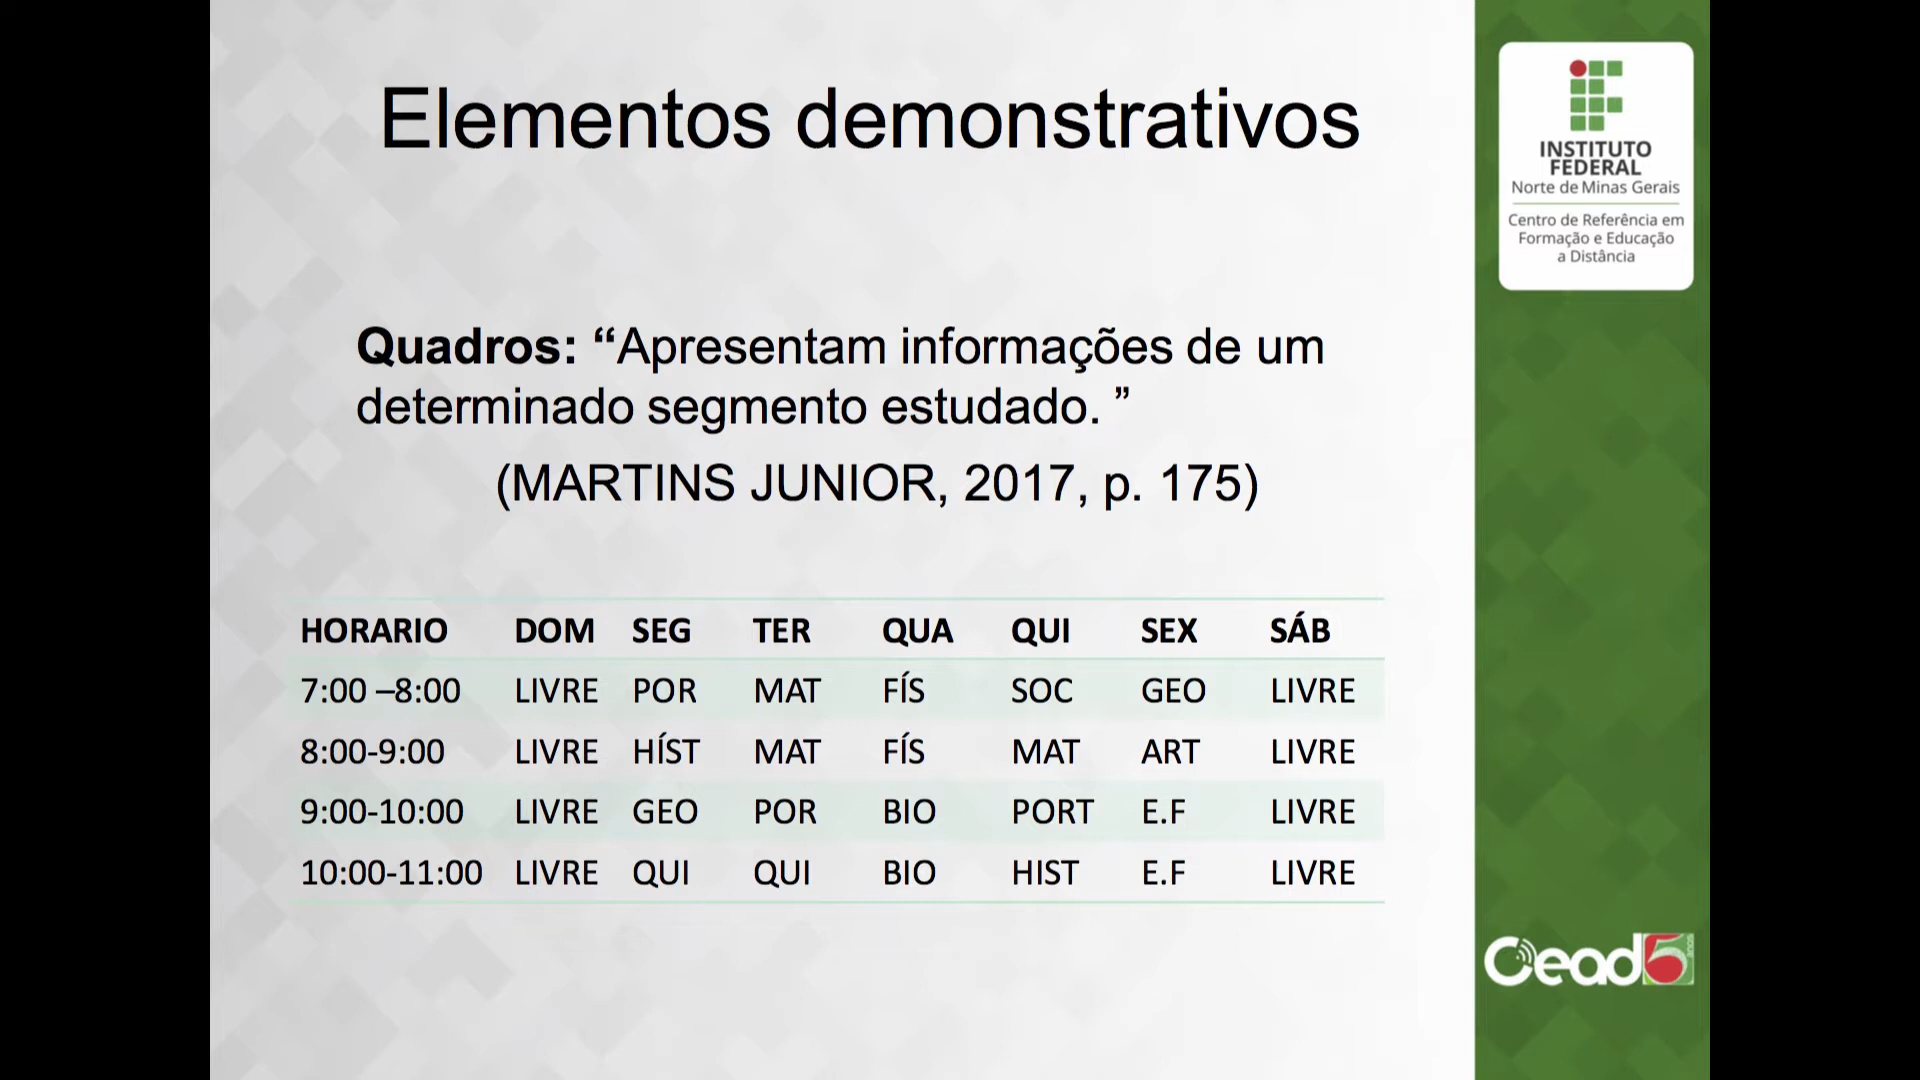 Elementos demonstrativos
Quadros: “Apresentam informações de um
determinado segmento estudado. ”
(MARTINS JUNIOR, 2017, p. 175)
HORARIO DOM SEG TER QUA QUI SEX SÁB
7:00 –8:00 LIVRE POR MAT FÍS SOC GEO LIVRE
8:00-9:00 LIVRE HÍST MAT FÍS MAT ART LIVRE
9:00-10:00 LIVRE GEO POR BIO PORT E.F LIVRE
10:00-11:00 LIVRE QUI QUI BIO HIST E.F LIVRE
INSTITUTO
FEDERAL
Norte de Minas Gerais
Centro de Referência em
Formação e Educação
a Distância
Cead 5 anos